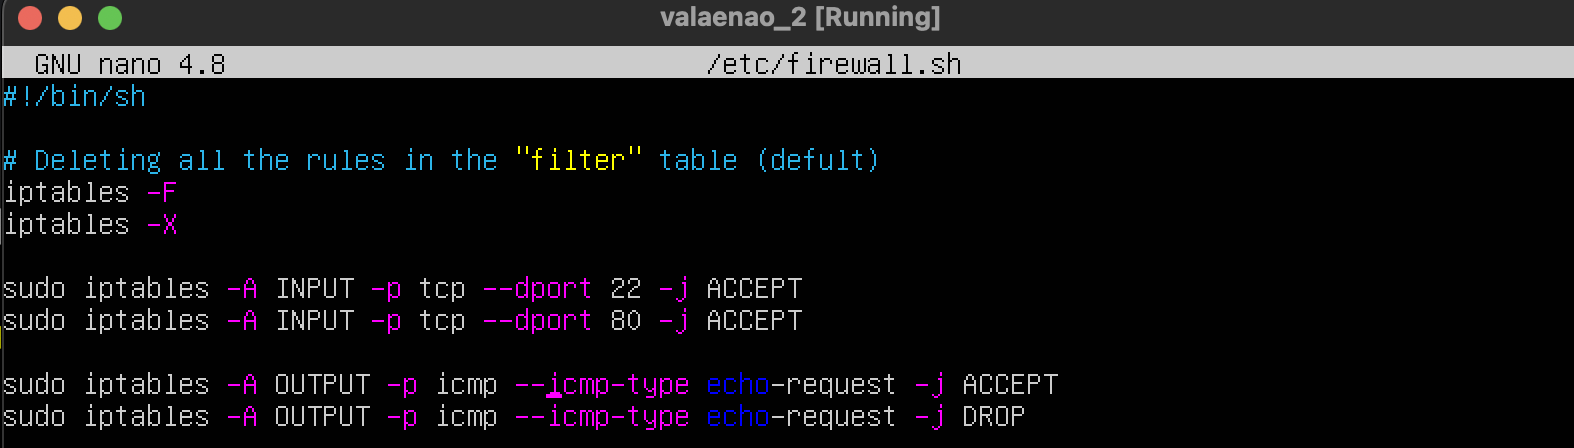 valaenao_2 [Running]
GNU nano 4.8 /etc/firewall.sh
#!/bin/sh
# Deleting all the rules in the "filter" table (defult)
iptables -F
iptables -X
sudo iptables -A INPUT -p tcp --dport 22 -j ACCEPT
sudo iptables -A INPUT -p tcp --dport 80 -j ACCEPT
sudo iptables -A OUTPUT -p icmp --icmp-type echo-request -j ACCEPT
sudo iptables -A OUTPUT -p icmp --icmp-type echo-request -j DROP